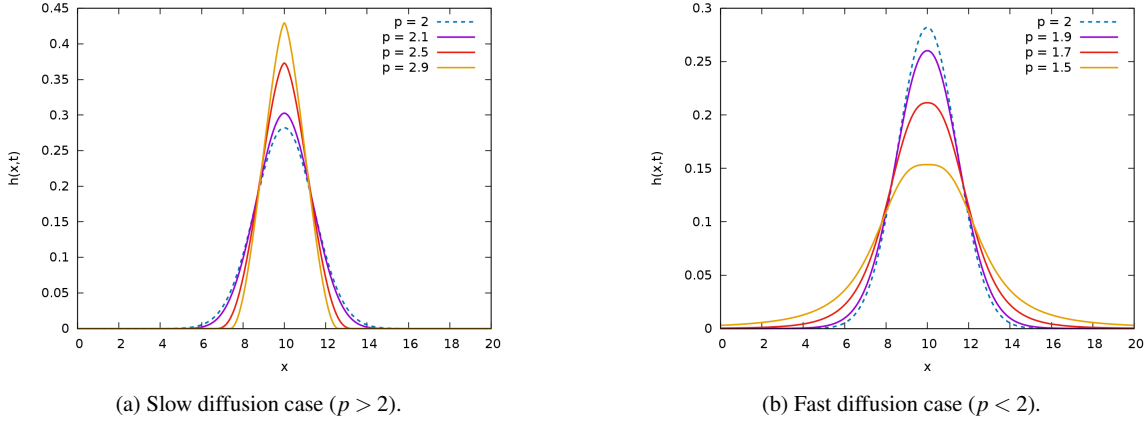 0.45
0.4
0.35
0.3
0.25
0.2
0.15
0.1
0.05
0
h(x,t)
p = 2
p = 2.1
p = 2.5
p = 2.9
0 2 4 6 8 10 12 14 16 18 20
x
(a) Slow diffusion case (p > 2).
0.3
0.25
0.2
0.15
0.1
0.05
0
h(x,t)
p = 2
p = 1.9
p = 1.7
p = 1.5
0 2 4 6 8 10 12 14 16 18 20
x
(b) Fast diffusion case (p < 2).